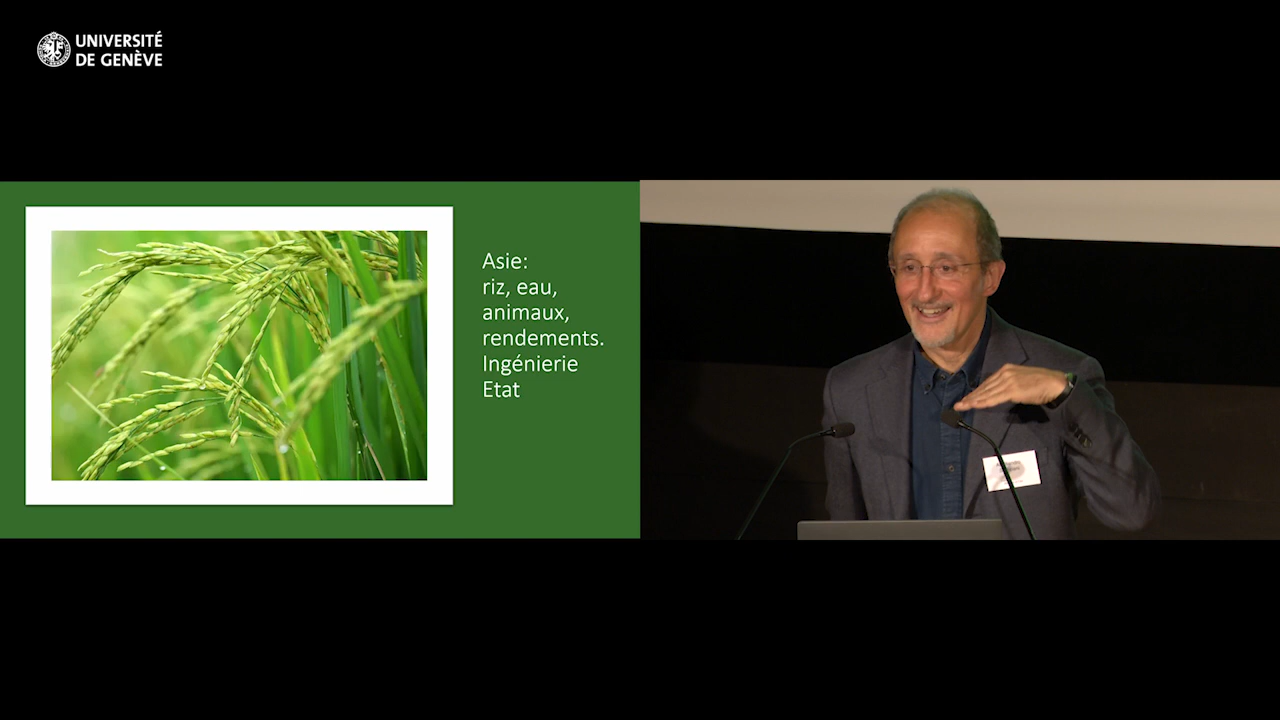 UNIVERSITÉ
DE GENÈVE
Asie:
riz, eau,
animaux,
rendements.
Ingénierie
Etat